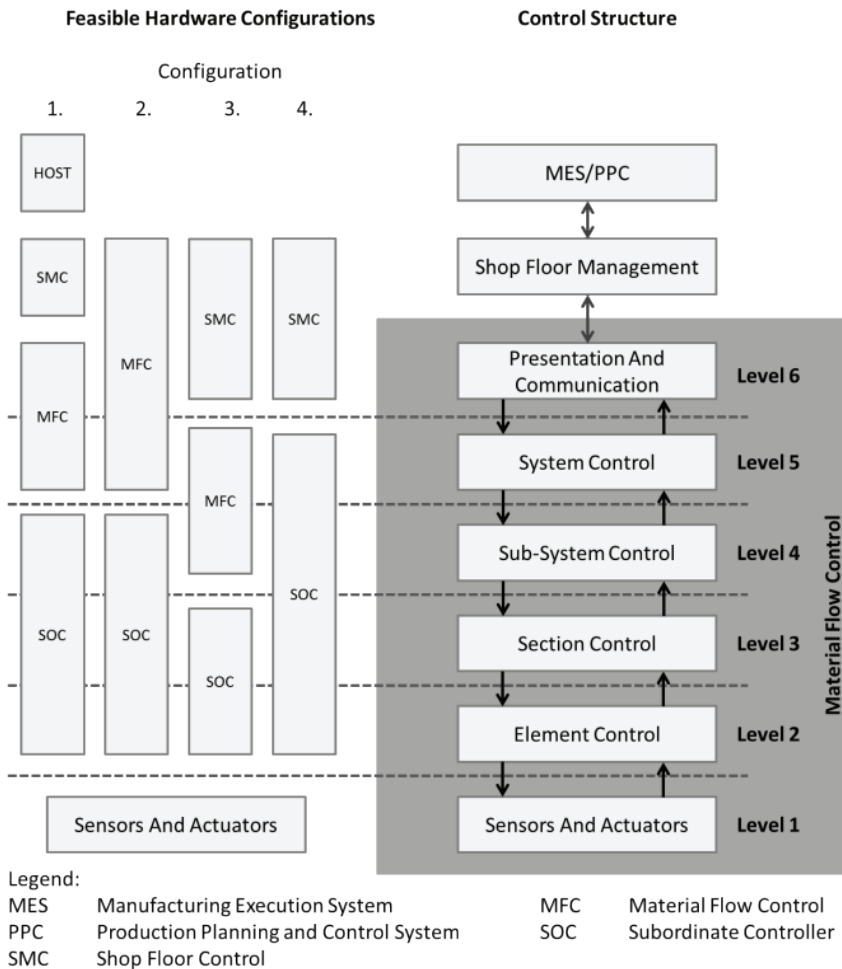 Feasible Hardware Configurations
Control Structure
Configuration
1.
2.
3.
4.
HOST
SMC
MFC
SOC
MFC
SOC
SMC
MFC
SOC
SMC
SOC
Sensors And Actuators
MES/PPC
Shop Floor Management
Presentation And
Communication
Level 6
System Control
Level 5
Sub-System Control
Level 4
Section Control
Level 3
Element Control
Level 2
Sensors And Actuators
Level 1
Material Flow Control
Legend:
MES Manufacturing Execution System
PPC Production Planning and Control System
SMC Shop Floor Control
MFC Material Flow Control
SOC Subordinate Controller